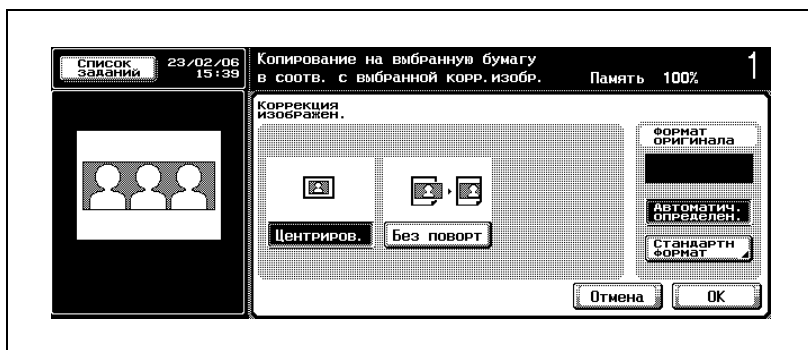 Список
заданий
23/02/06
15:39
Копирование на выбранную бумагу
в соотв. с выбранной корр.изобр.
Память 100%
1
Коррекция
изображен.
Формат
оригинала
Автоматич.
определен.
Центриров.
Без поворт
Стандартн
формат
Отмена
OK